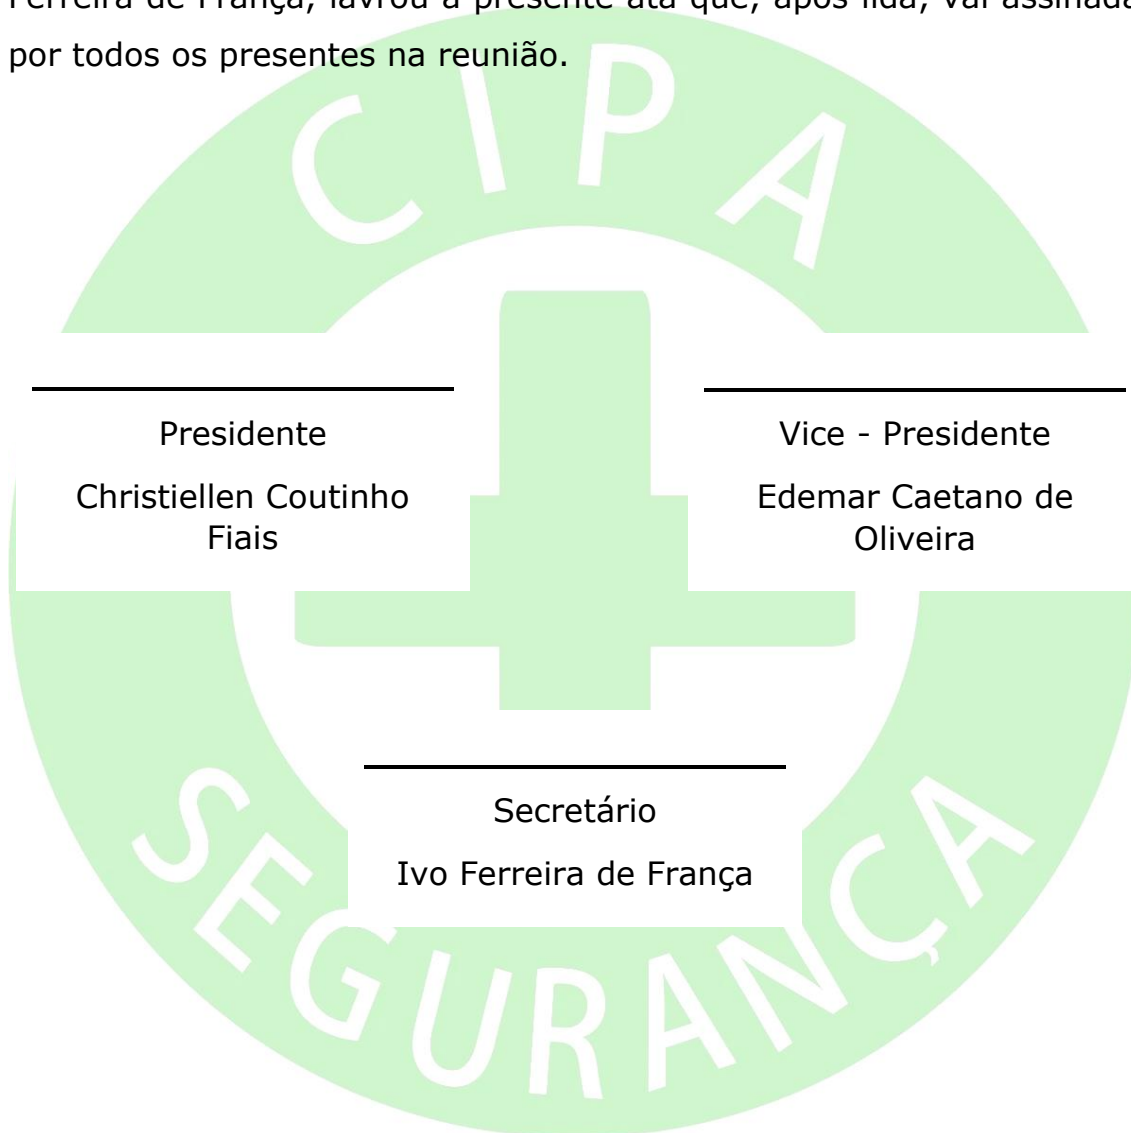 Ferreira de França, lavrou a presente ata que, após lida, vai assinada
por todos os presentes na reunião.
CIPA
Presidente
Christiellen Coutinho
Fiais
Vice - Presidente
Edemar Caetano de
Oliveira
Secretário
Ivo Ferreira de França
SEGURANÇA